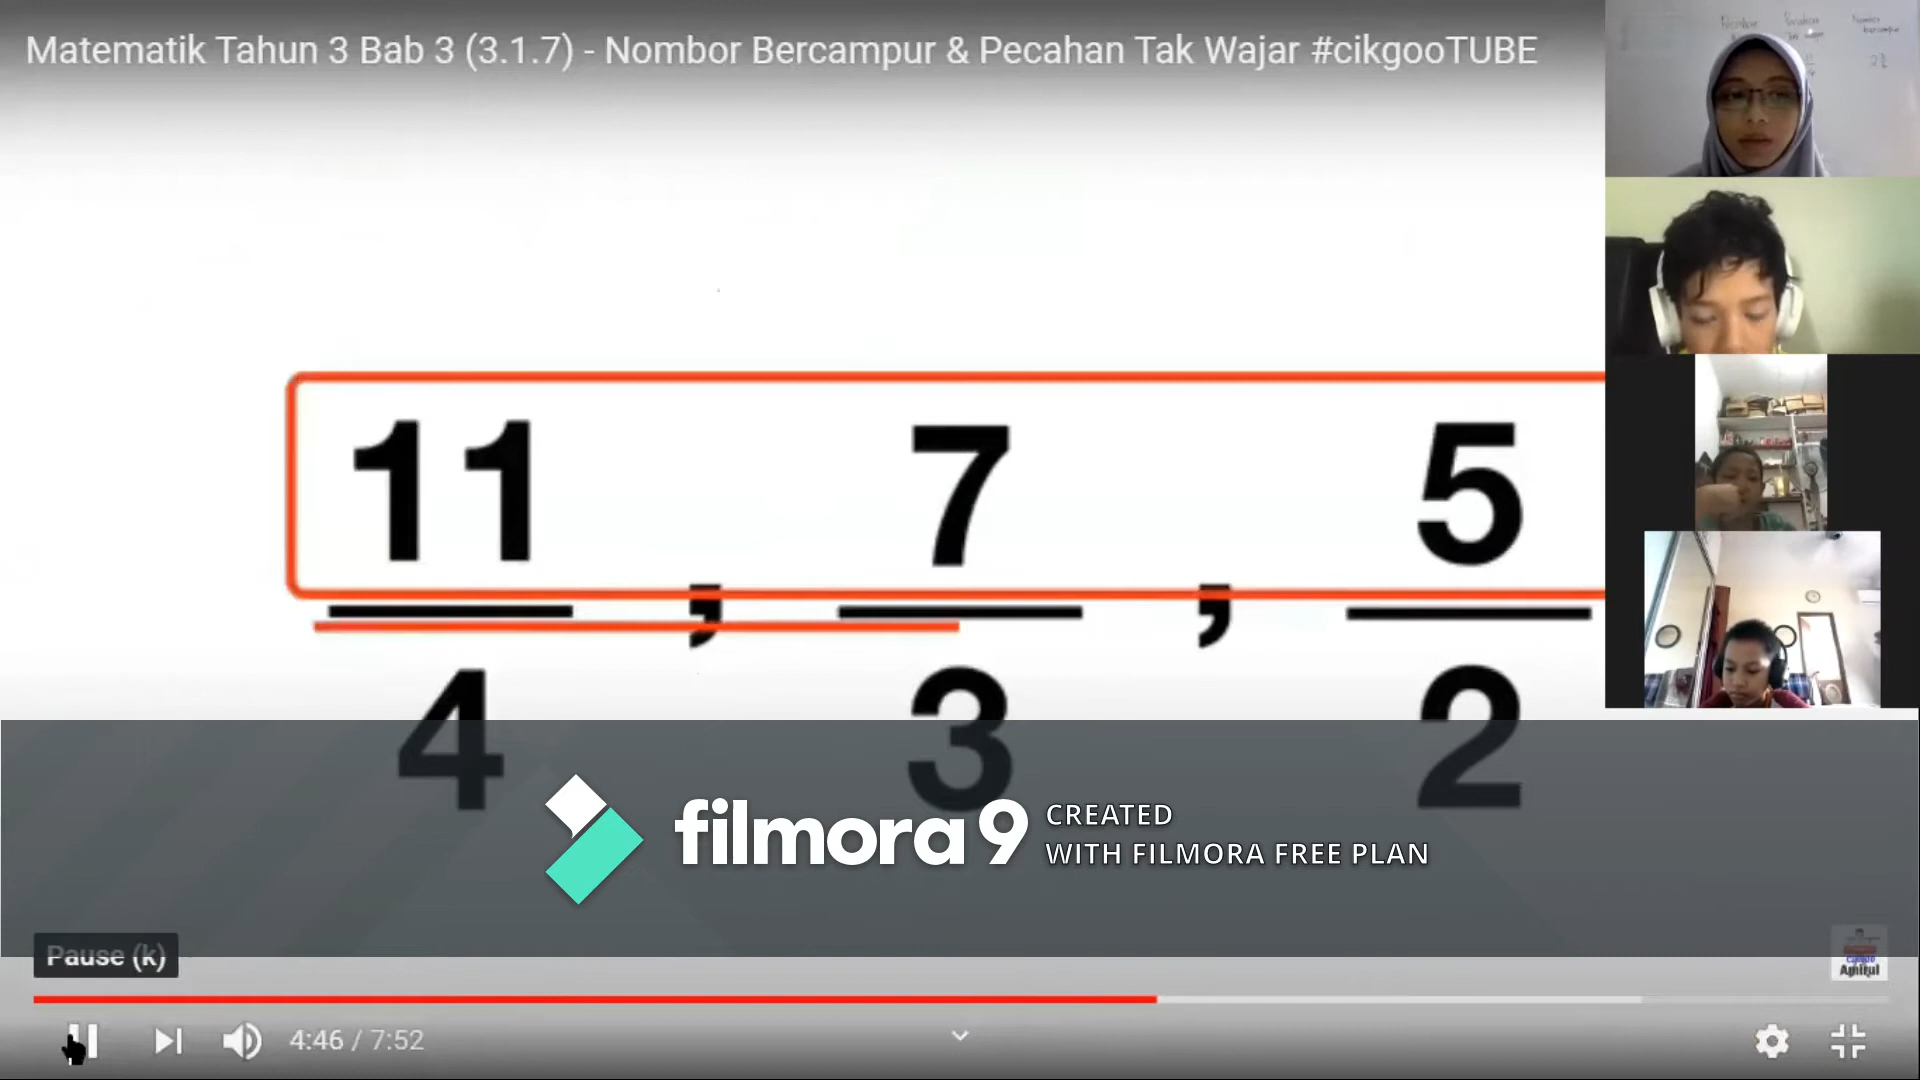 Matematik Tahun 3 Bab 3 (3.1.7) - Nombor Bercampur & Pecahan Tak Wajar #cikgooTUBE
11 , 7 , 5
4 3 2
filmora9
CREATED
WITH FILMORA FREE PLAN
Pause (k)
Amirul
4:46 / 7:52